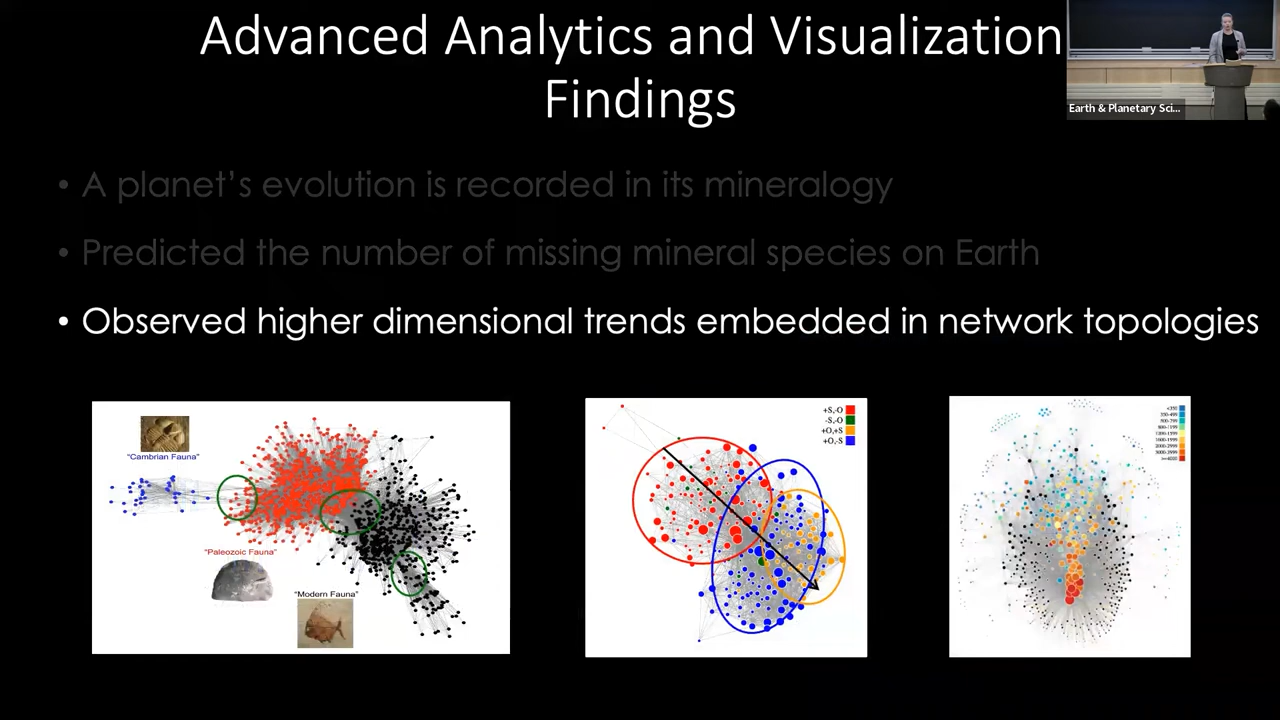 Advanced Analytics and Visualization
Findings
Earth & Planetary Sci...
• A planet's evolution is recorded in its mineralogy
• Predicted the number of missing mineral species on Earth
• Observed higher dimensional trends embedded in network topologies
"Cambrian Fauna"
"Paleozoic Fauna"
"Modern Fauna"
+S,-O
-S,-O
+O,+S
+O,-S